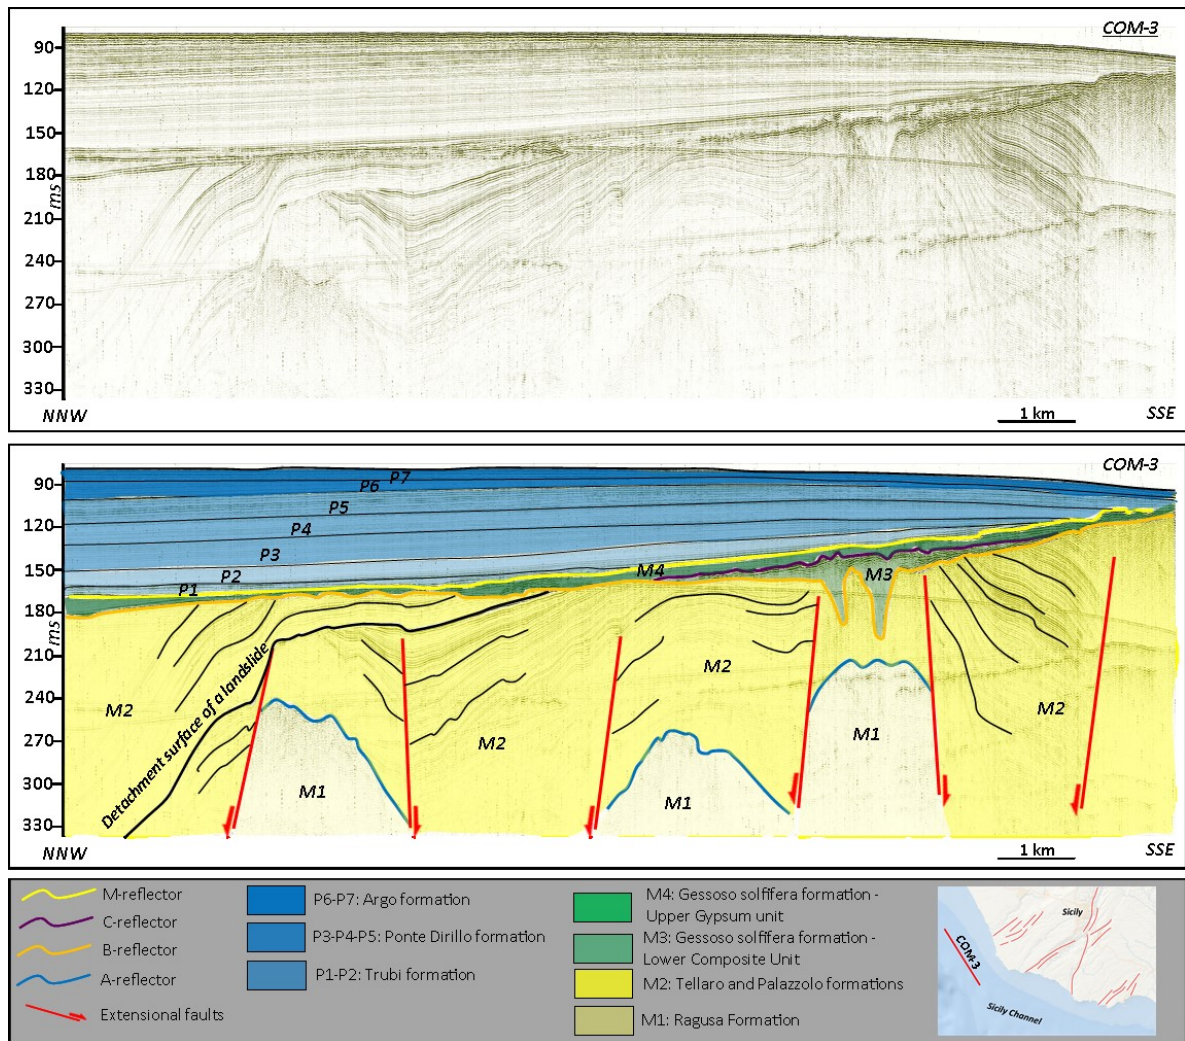 COM-3
90
120
150
180
ms
210
240
270
300
330
NNW
1 km
SSE
COM-3
90
120
150
180
ms
210
240
270
300
330
P7
P6
P5
P4
P3
P2
P1
M4
M3
M2
M2
M2
M2
M1
M1
M1
Detachment surface of a landslide
NNW
1 km
SSE
M-reflector
C-reflector
B-reflector
A-reflector
Extensional faults
P6-P7: Argo formation
P3-P4-P5: Ponte Dirillo formation
P1-P2: Trubi formation
M4: Gessoso solfifera formation -
Upper Gypsum unit
M3: Gessoso solfifera formation -
Lower Composite Unit
M2: Tellaro and Palazzolo formations
M1: Ragusa Formation
Sicily
COM-3
Sicily Channel